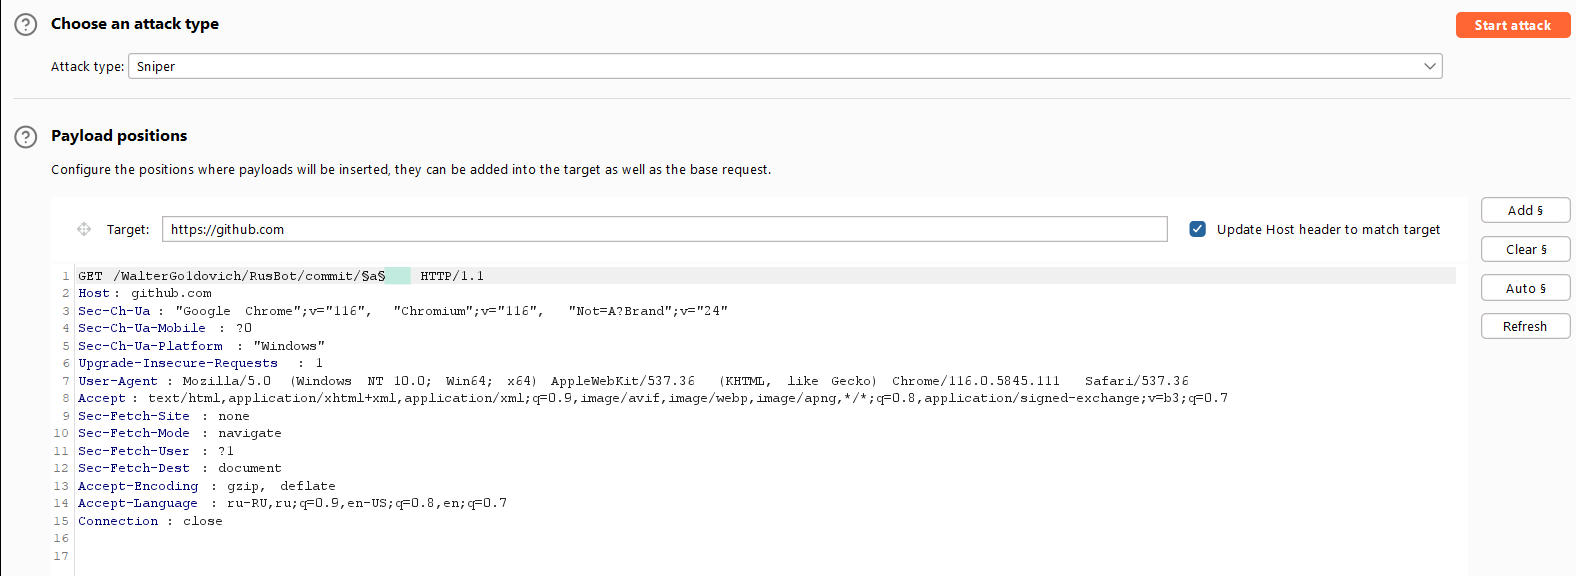 Choose an attack type
Start attack
Attack type: Sniper
Payload positions
Configure the positions where payloads will be inserted, they can be added into the target as well as the base request.
Add §
Target: https://github.com
Update Host header to match target
Clear §
1 GET /WalterGoldovich/RusBot/commit/§a§ HTTP/1.1
2 Host: github.com
Auto §
3 Sec-Ch-Ua: "Google Chrome";v="116", "Chromium";v="116", "Not=A?Brand";v="24"
4 Sec-Ch-Ua-Mobile: ?0
Refresh
5 Sec-Ch-Ua-Platform: "Windows"
6 Upgrade-Insecure-Requests: 1
7 User-Agent: Mozilla/5.0 (Windows NT 10.0; Win64; x64) AppleWebKit/537.36 (KHTML, like Gecko) Chrome/116.0.5845.111 Safari/537.36
8 Accept: text/html,application/xhtml+xml,application/xml;q=0.9,image/avif,image/webp,image/apng,*/*;q=0.8,application/signed-exchange;v=b3;q=0.7
9 Sec-Fetch-Site: none
10 Sec-Fetch-Mode: navigate
11 Sec-Fetch-User: ?1
12 Sec-Fetch-Dest: document
13 Accept-Encoding: gzip, deflate
14 Accept-Language: ru-RU,ru;q=0.9,en-US;q=0.8,en;q=0.7
15 Connection: close
16
17